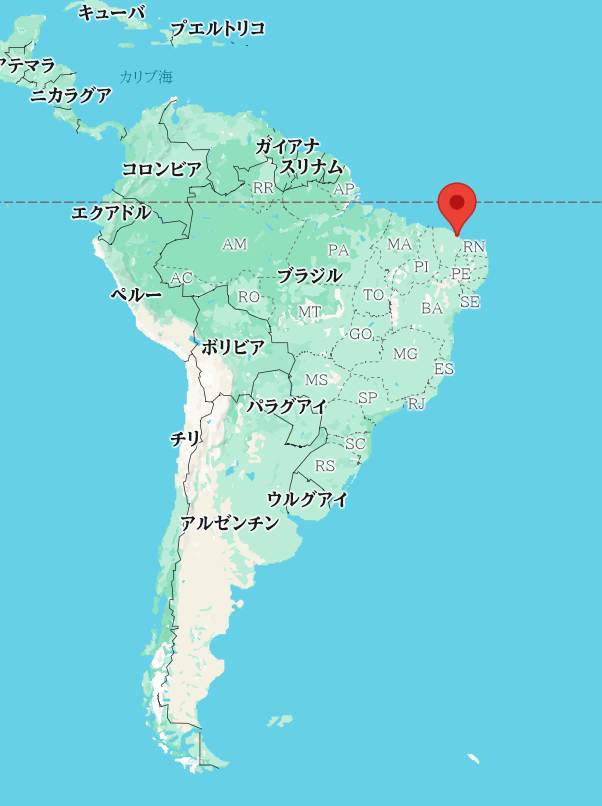 キューバ
プエルトリコ
アテマラ
カリブ海
ニカラグア
ガイアナ
コロンビア
スリナム
RR
AP
エクアドル
AM
MA
RN
PA
PI
PE
ブラジル
AC
ペルー
RO
TO
SE
MT
BA
GO
ボリビア
MG
ES
MS
SP
RJ
パラグアイ
チリ
SC
RS
ウルグアイ
アルゼンチン